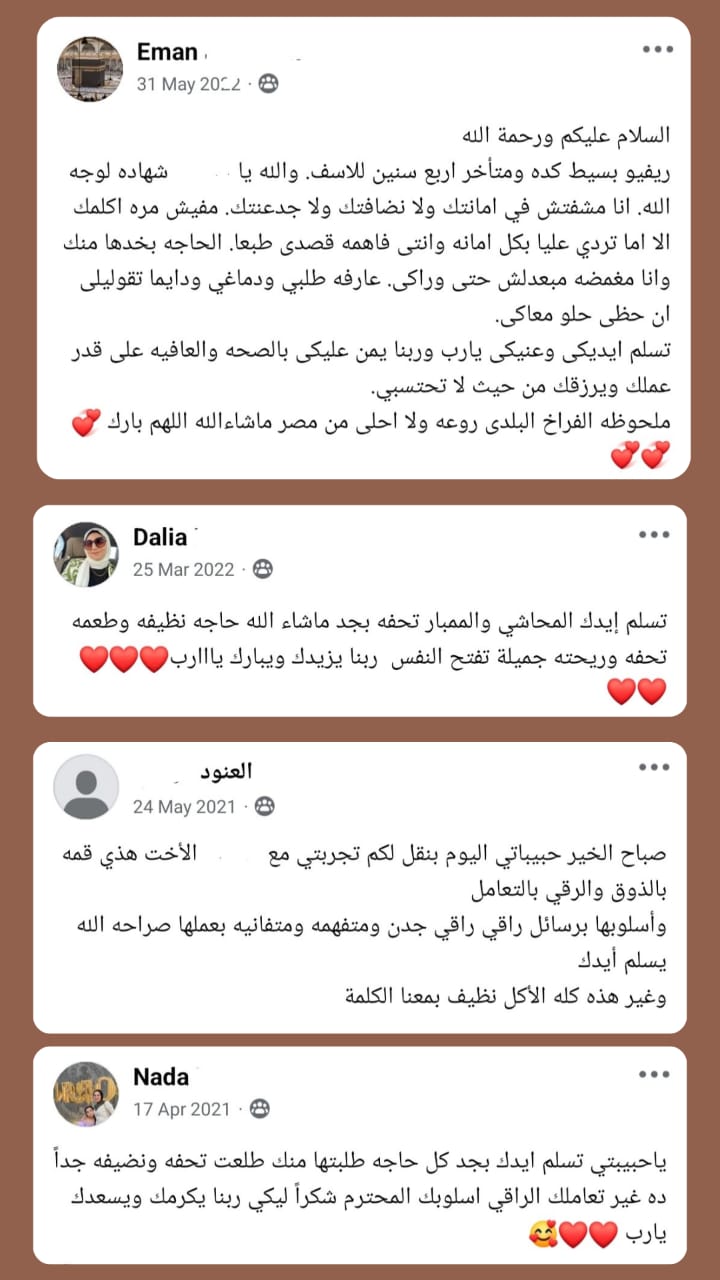 Eman
31 May 2022
السلام عليكم ورحمة الله
ريفيو بسيط كده ومتأخر اربع سنين للاسف. والله يا شهاده لوجه
الله. انا مشفتش في امانتك ولا نضافتك ولا جدعنتك. مفيش مره اكلمك
الا اما تردي عليا بكل امانه وانتى فاهمه قصدى طبعا. الحاجه بخدها منك
وانا مغمضه مبعدلش حتى وراكى. عارفه طلبي ودماغي ودايما تقوليلى
ان حظى حلو معاكى.
تسلم ايديكى وعنيكى يارب وربنا يمن عليكى بالصحه والعافيه على قدر
عملك ويرزقك من حيث لا تحتسبي.
ملحوظه الفراخ البلدى روعه ولا احلى من مصر ماشاءالله اللهم بارك 💞
💞💞
Dalia
25 Mar 2022
تسلم إيدك المحاشي والممبار تحفه بجد ماشاء الله حاجه نظيفه وطعمه
تحفه وريحته جميلة تفتح النفس ربنا يزيدك ويبارك يااارب❤️❤️❤️
❤️❤️
العنود
24 May 2021
صباح الخير حبيباتي اليوم بنقل لكم تجربتي مع الأخت هذي قمه
بالذوق والرقي بالتعامل
وأسلوبها برسائل راقي راقي جدن ومتفهمه ومتفانيه بعملها صراحه الله
يسلم أيدك
وغير هذه كله الأكل نظيف بمعنا الكلمة
Nada
17 Apr 2021
ياحبيبتي تسلم ايدك بجد كل حاجه طلبتها منك طلعت تحفه ونضيفه جداً
ده غير تعاملك الراقي اسلوبك المحترم شكراً ليكي ربنا يكرمك ويسعدك
يارب ❤️❤️🥰